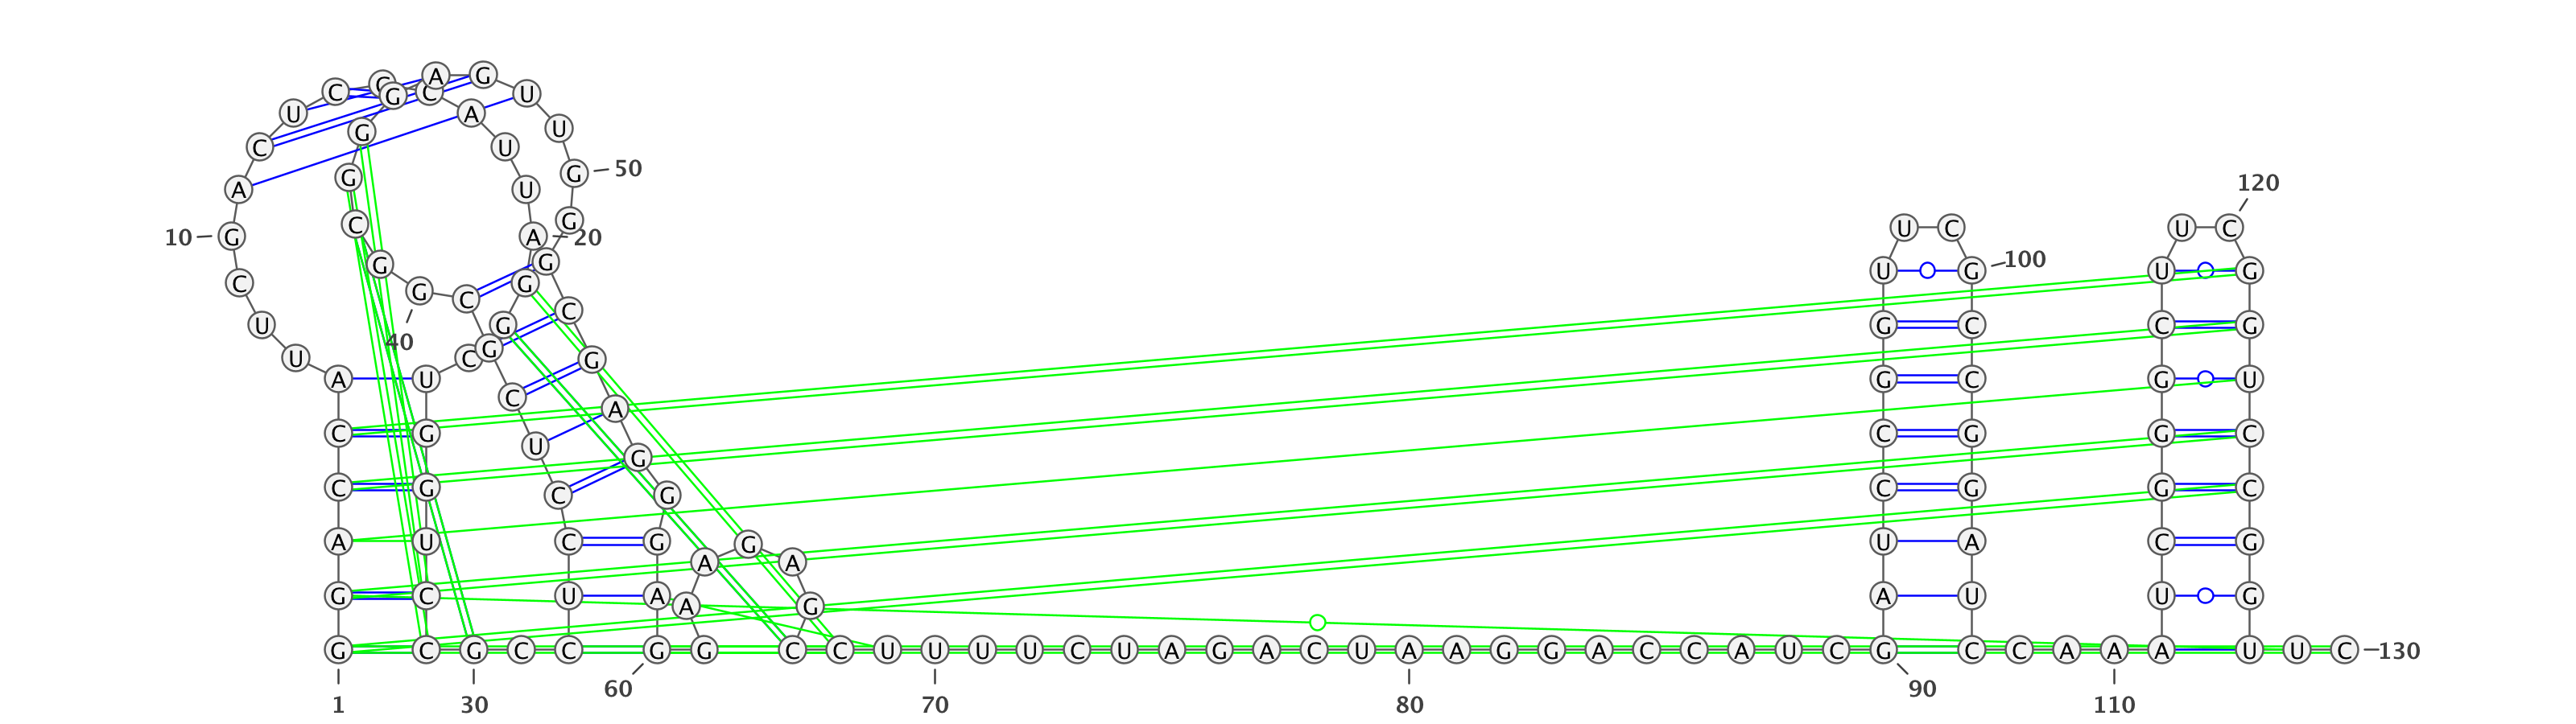 A G
C G C U
U A
G U
C U
G G 50
120
A U
C G U C U C
10 G A 20
G 100
G U G U G
C G
G C
C
U G G C C G
40
U C G G
A U G C G U
C
A
C G C G G C
U
G
C G C G G C
C G
A U C G G U A C G
A A
G C U A A G A U U G
G C G C C G G C C U U U U C U A G A C U A A G G A C C A U C G C C A A A U U C 130
60 90
1 30 70 80 110